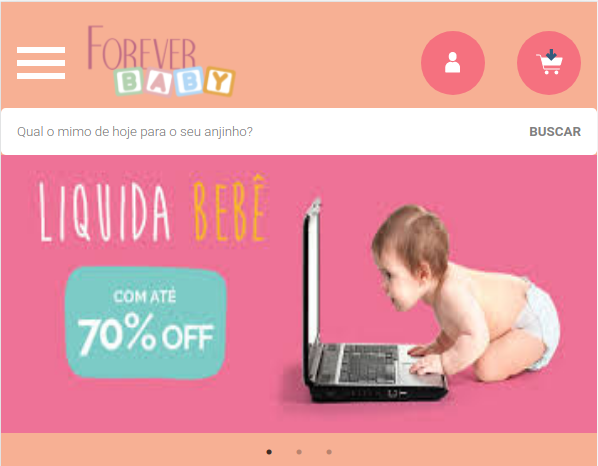 FOREVER
BABY
Qual o mimo de hoje para o seu anjinho?
BUSCAR
LIQUIDA BEBÊ
COM ATÉ
70% OFF